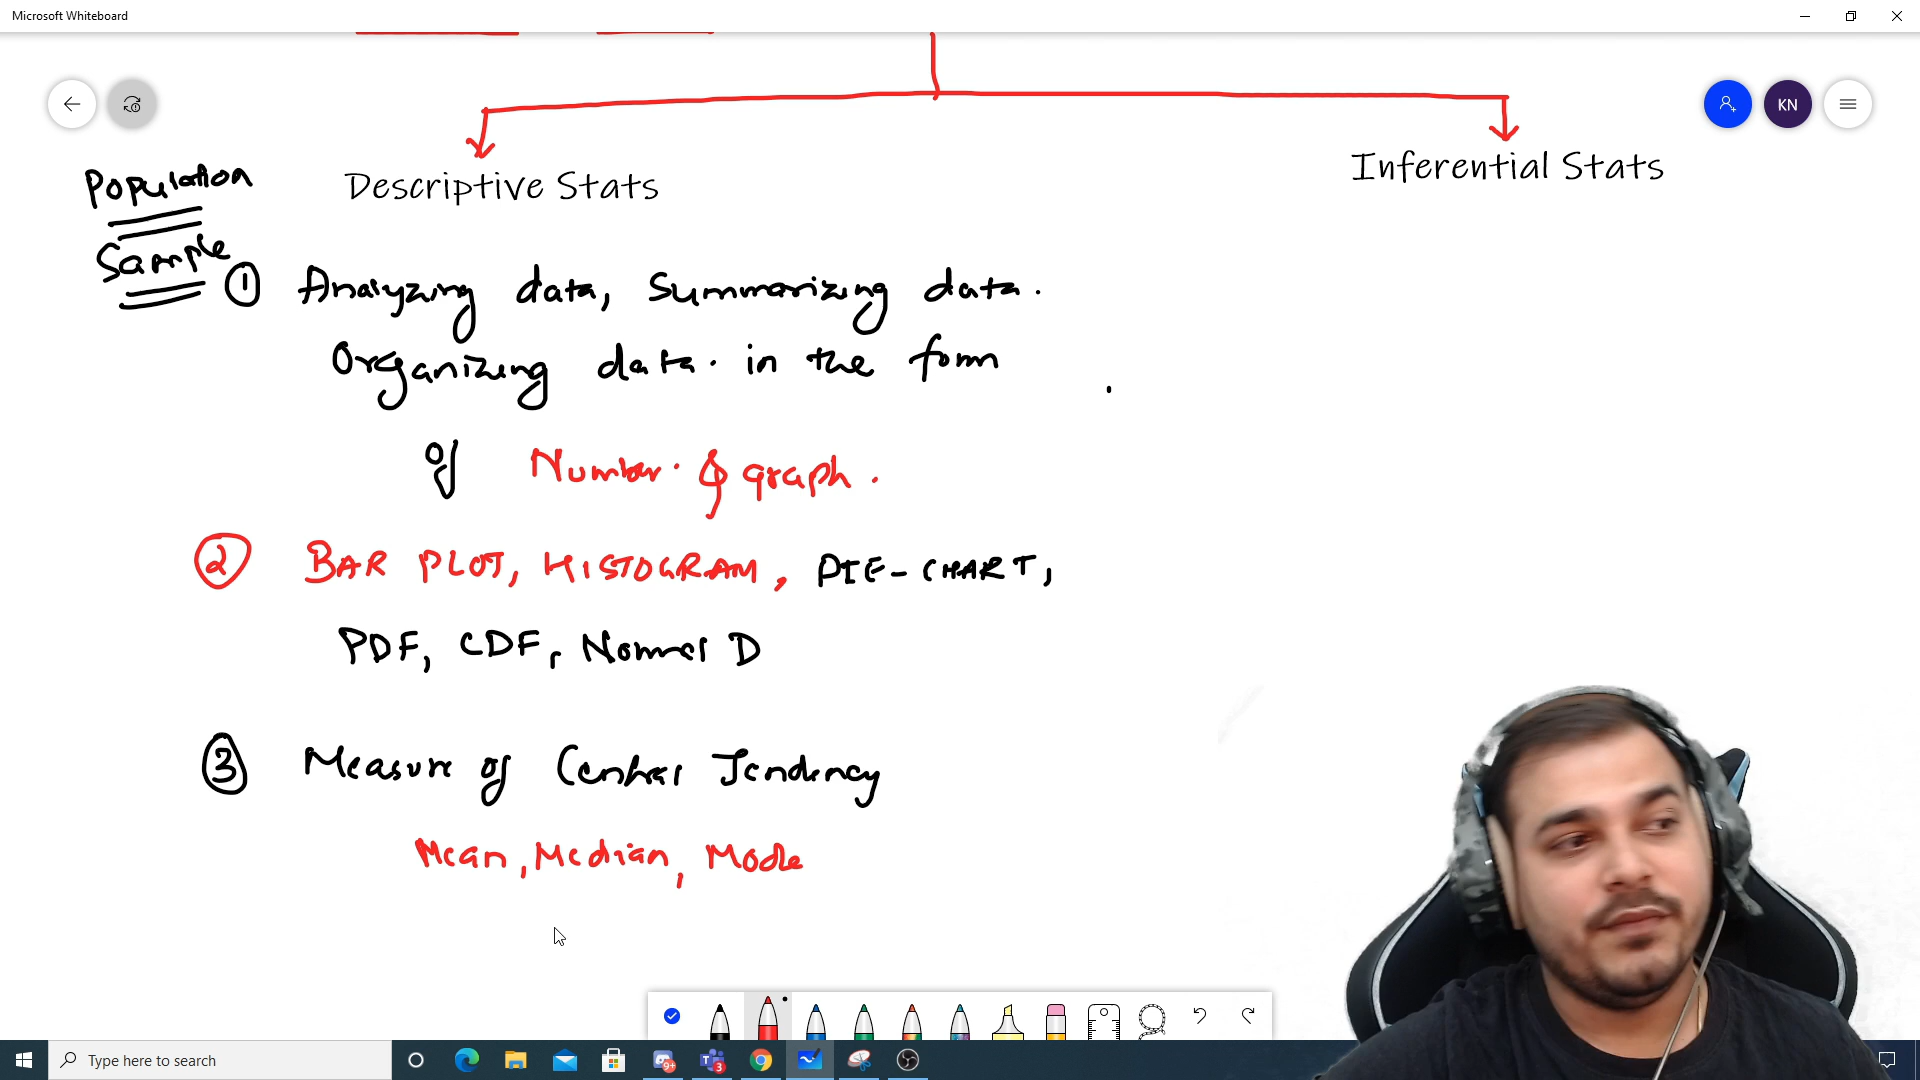 Microsoft Whiteboard
KN
Population
Sample
Descriptive Stats
Inferential Stats
① Analyzing data, Summarizing data.
Organizing data. in the form
of Number. & graph.
② BAR PLOT, HISTOGRAM, PIE-CHART,
PDF, CDF, Normal D
③ Measure of Central Tendency
Mean, Median, Mode
Type here to search
9+
3